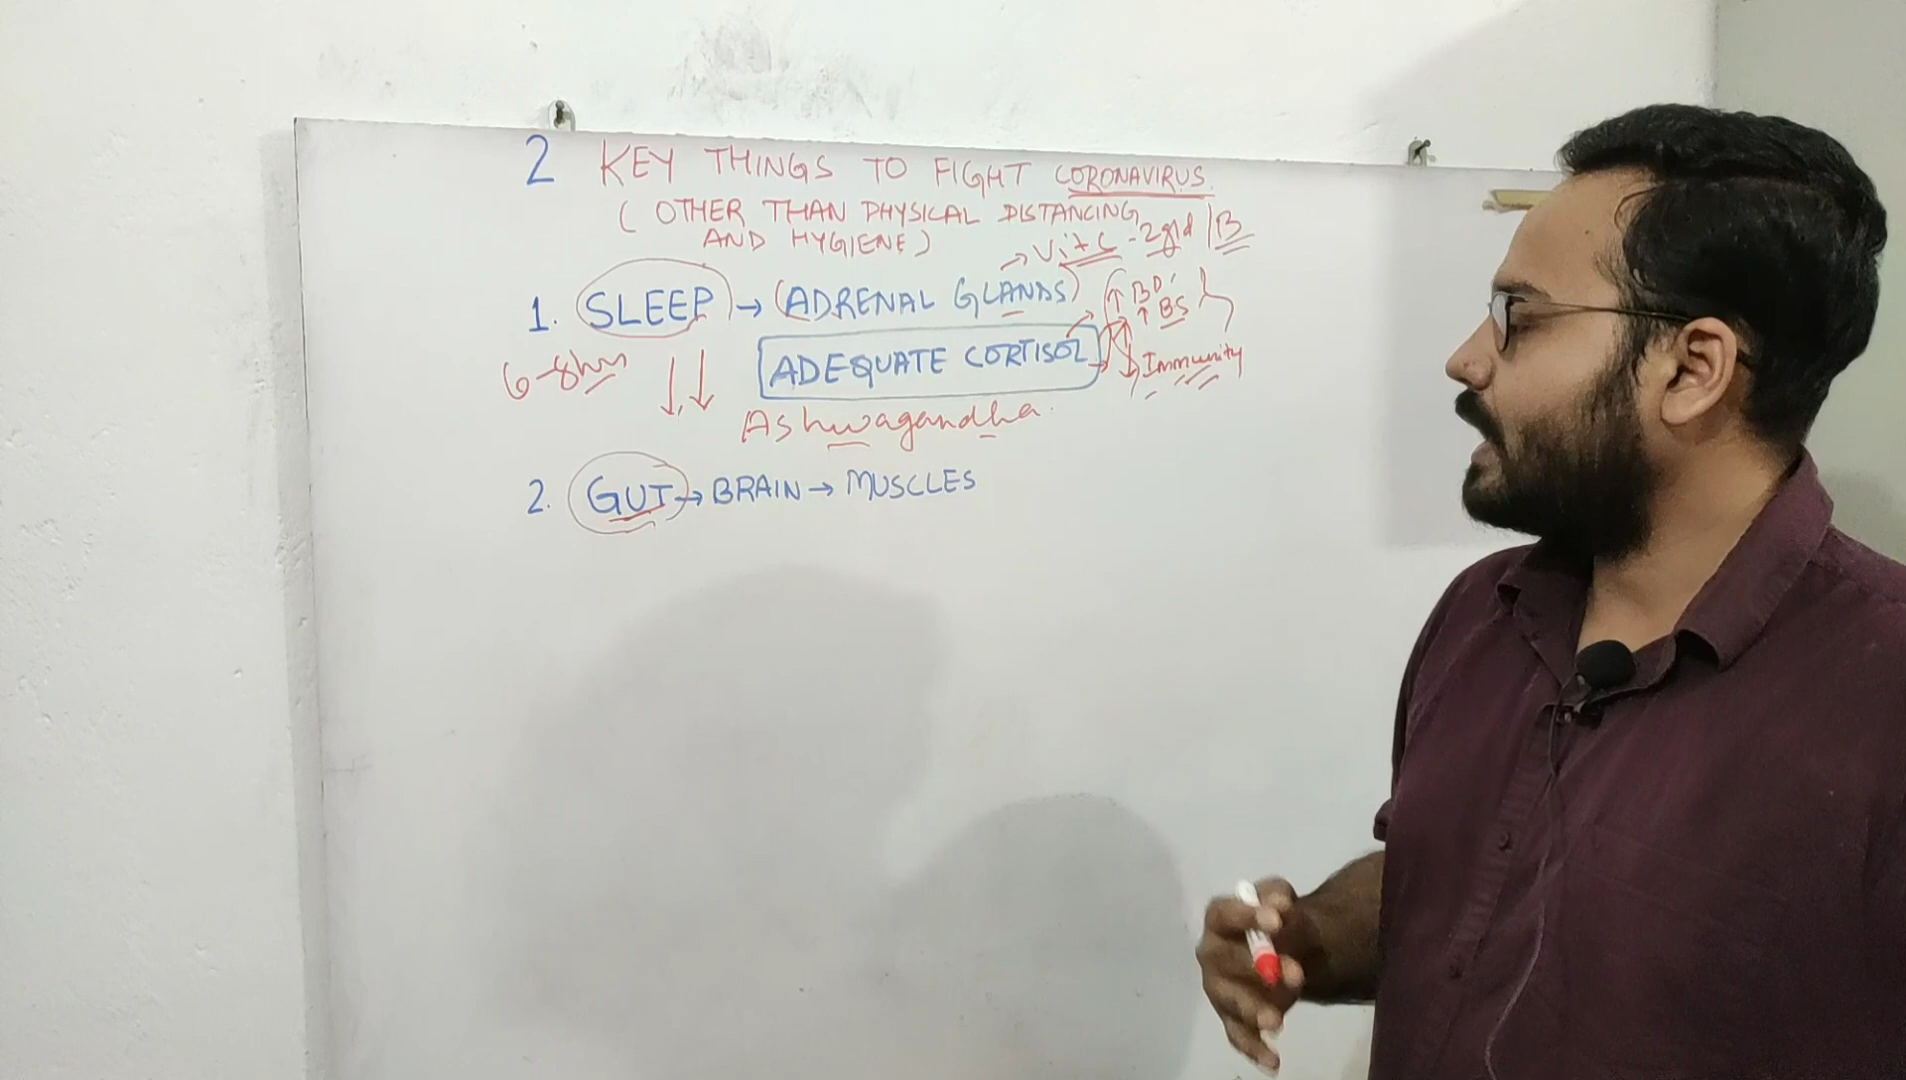 2 KEY THINGS TO FIGHT CORONAVIRUS.
(OTHER THAN PHYSICAL DISTANCING
AND HYGIENE)
→ Vit C - 2g/d | B
1. SLEEP → (ADRENAL GLANDS)
↑ BP
↑ BS
6-8hrs
ADEQUATE CORTISOL
↓ Immunity
Ashwagandha.
2. GUT → BRAIN → MUSCLES